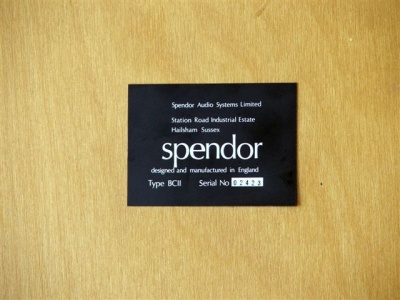 Spendor Audio Systems Limited
Station Road Industrial Estate
Hailsham Sussex
spendor
designed and manufactured in England
Type BCII Serial No 02425